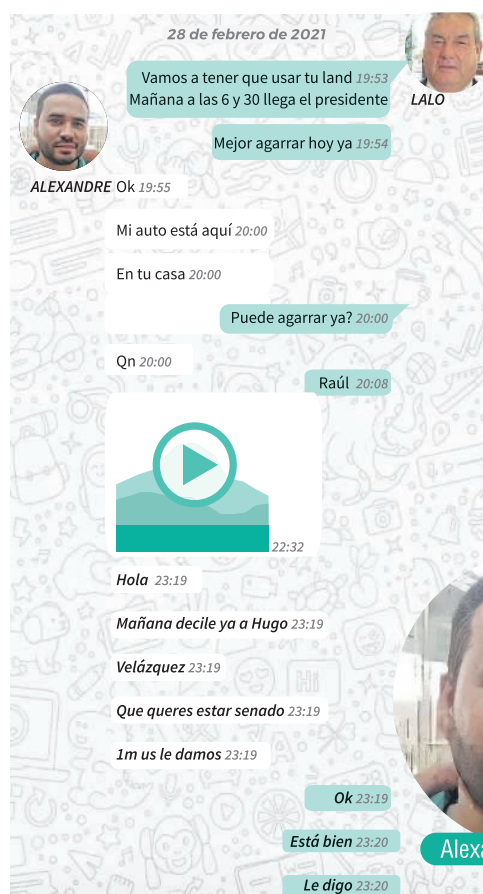 28 de febrero de 2021
Vamos a tener que usar tu land 19:53
Mañana a las 6 y 30 llega el presidente
LALO
Mejor agarrar hoy ya 19:54
ALEXANDRE
Ok 19:55
Mi auto está aquí 20:00
En tu casa 20:00
Puede agarrar ya? 20:00
Qn 20:00
Raúl 20:08
22:32
Hola 23:19
Mañana decile ya a Hugo 23:19
Velázquez 23:19
Que queres estar senado 23:19
1m us le damos 23:19
Ok 23:19
Está bien 23:20
Alexa
Le digo 23:20